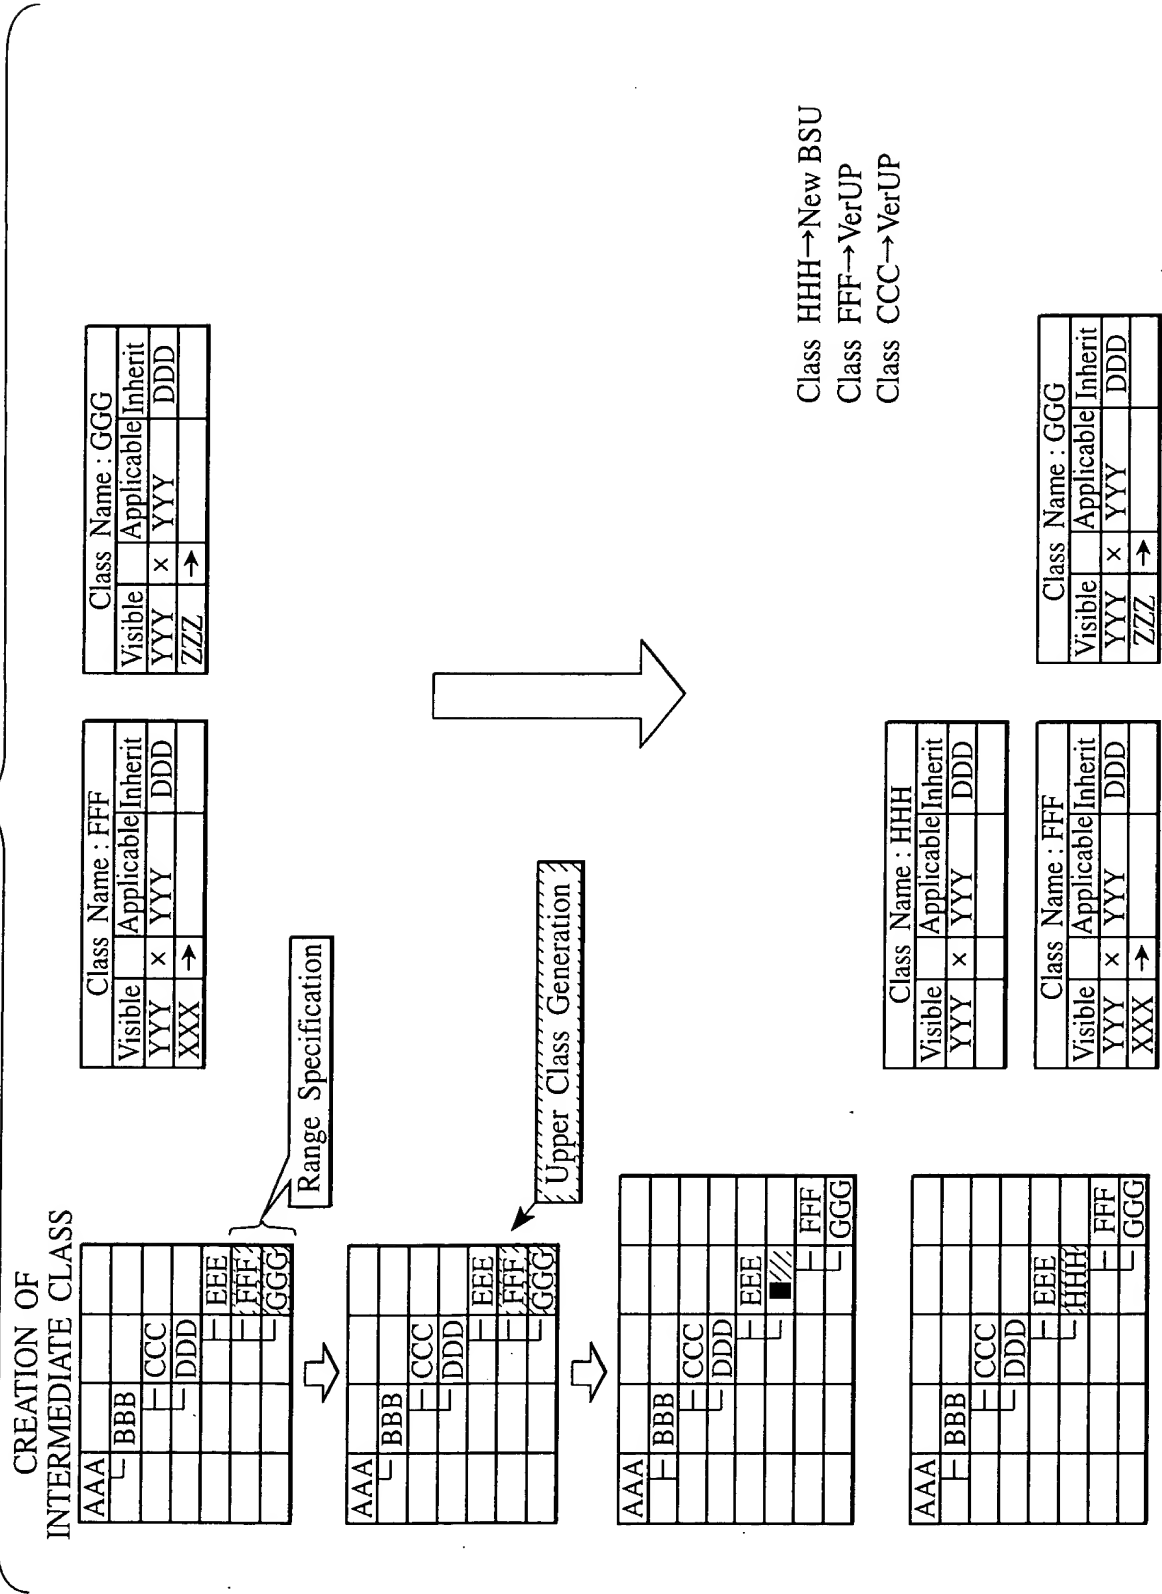 CREATION OF
INTERMEDIATE CLASS
AAA
BBB
CCC
DDD
EEE
FFF
GGG
Range Specification
Class Name : FFF
Visible Applicable Inherit
YYY × YYY DDD
XXX →
Class Name : GGG
Visible Applicable Inherit
YYY × YYY DDD
ZZZ →
AAA
BBB
CCC
DDD
EEE
FFF
GGG
Upper Class Generation
AAA
BBB
CCC
DDD
EEE
FFF
GGG
Class HHH→New BSU
Class FFF→VerUP
Class CCC→VerUP
AAA
BBB
CCC
DDD
EEE
HHH
FFF
GGG
Class Name : HHH
Visible Applicable Inherit
YYY × YYY DDD
Class Name : FFF
Visible Applicable Inherit
YYY × YYY DDD
XXX →
Class Name : GGG
Visible Applicable Inherit
YYY × YYY DDD
ZZZ →